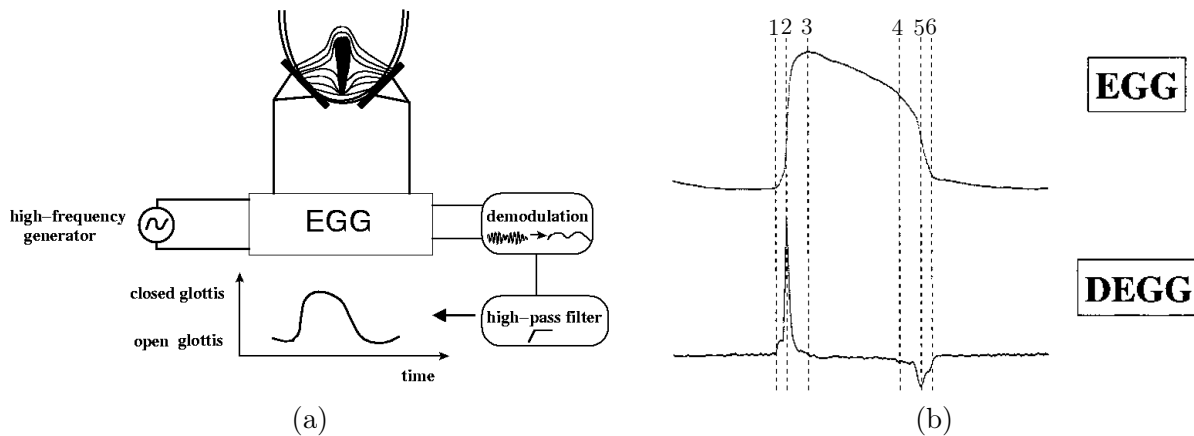 EGG
high-frequency
generator
demodulation
closed glottis
open glottis
high-pass filter
time
(a)
1 2 3 4 5 6
EGG
DEGG
(b)